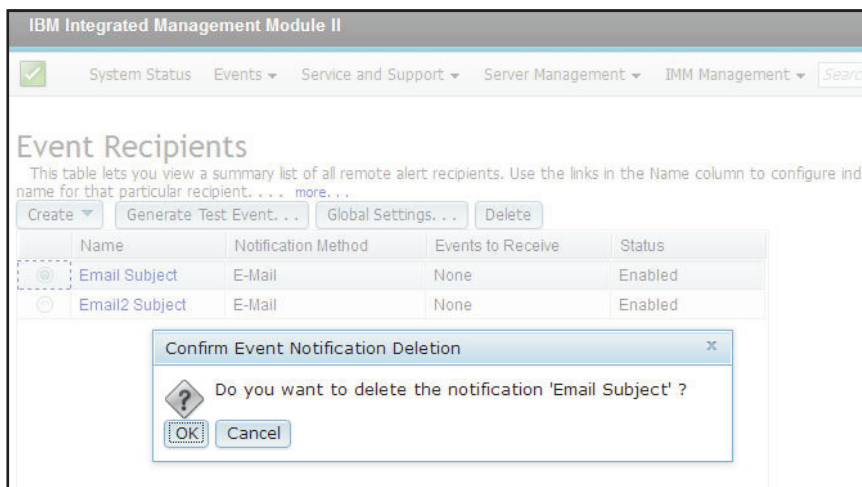 IBM Integrated Management Module II
System Status Events Service and Support Server Management IMM Management Searc
Event Recipients
This table lets you view a summary list of all remote alert recipients. Use the links in the Name column to configure ind
name for that particular recipient. . . . more. . .
Create Generate Test Event. . . Global Settings. . . Delete
Name Notification Method Events to Receive Status
Email Subject E-Mail None Enabled
Email2 Subject E-Mail None Enabled
Confirm Event Notification Deletion x
Do you want to delete the notification 'Email Subject' ?
?
OK Cancel